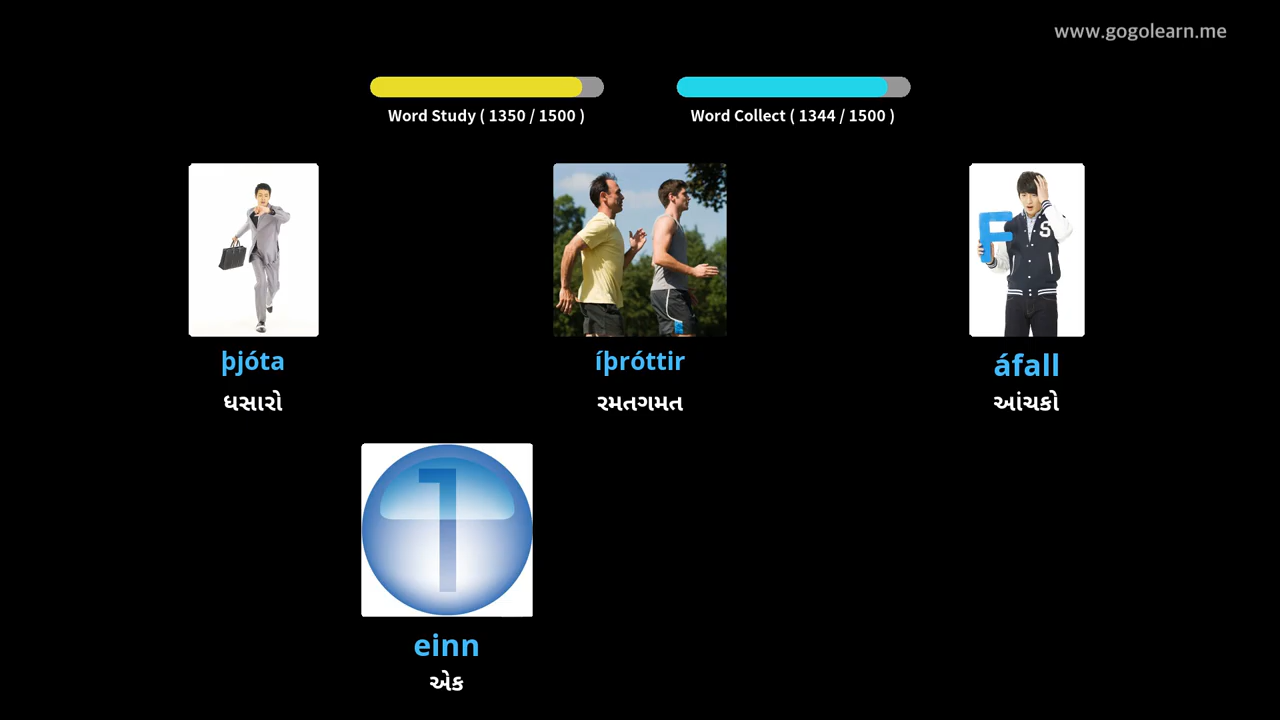 www.gogolearn.me
Word Study ( 1350 / 1500 )
Word Collect ( 1344 / 1500 )
F
S
þjóta
íþróttir
áfall
ધસારો
રમતગમત
આંચકો
1
einn
એક